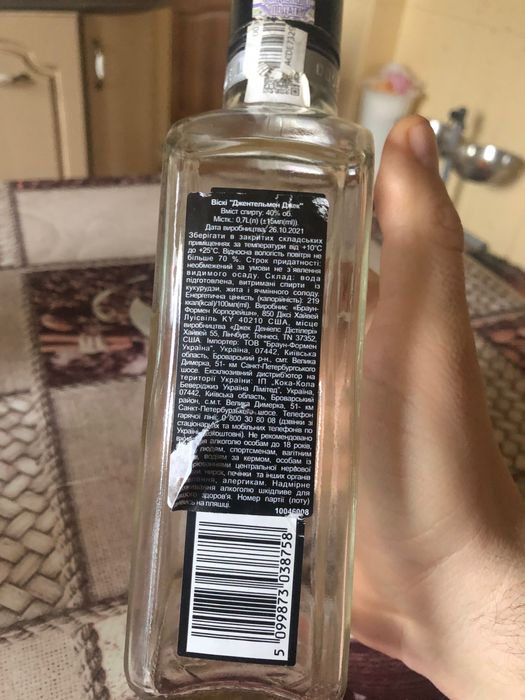 Віскі "Джентельмен Джек"
Вміст спирту: 40% об.
Містк.: 0,7L(л) (±15мл(ml))
Дата виробництва: 26.10.2021
Зберігати в закритих складських
приміщеннях за температури від +10°С
до +25°С. Відносна вологість повітря не
більше 70 %. Строк придатності:
необмежений за умови не з явлення
видимого осаду. Склад: вода
підготовлена, витримані спирти із
кукурудзи, жита і ячмінного солоду.
Енергетична цінність (калорійність): 219
ккал(kcal)/100мл(ml). Виробник: «Браун-
Формен Корпорейшн», 850 Діксі Хайвей
Луісвіль KY 40210 США, місце
виробництва «Джек Деніелс Дістілері»
Хайвей 55, Лінчбург, Теннесі, TN 37352,
США. Імпортер: ТОВ "Браун-Формен
Україна", Україна, 07442, Київська
область, Броварський р-н., смт. Велика
Димерка, 51- км Санкт-Петербургського
шосе. Ексклюзивний дистриб'ютор на
території України: ІП „Кока-Кола
Беверіджиз Україна Лімітед", Україна,
07442, Київська область, Броварський
район, с.м.т. Велика Димерка, 51- км
Санкт-Петербурзького шосе. Телефон
гарячої лінії: 0 800 30 80 08 (дзвінки зі
стаціонарних та мобільних телефонів по
Україні безкоштовні). Не рекомендовано
алкоголю особам до 18 років,
людям, спортсменам, вагітним
водіям за кермом, особам із
центральної нервової
нирок, печінки та інших органів
алергикам. Надмірне
алкоголю шкідливе для
здоров'я. Номер партії (лоту)
на пляшці.
10046008
5 099873 038758